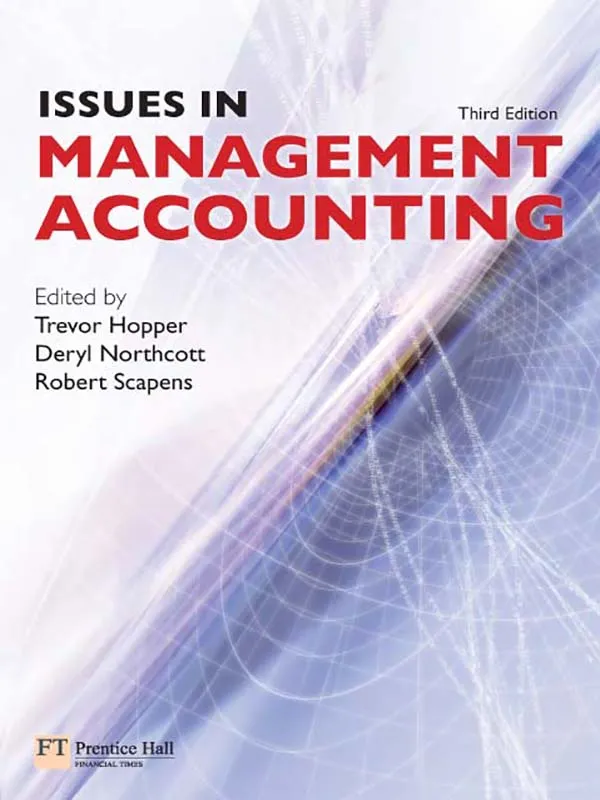 ISSUES IN
Third Edition
MANAGEMENT
ACCOUNTING
Edited by
Trevor Hopper
Deryl Northcott
Robert Scapens
FT Prentice Hall
FINANCIAL TIMES